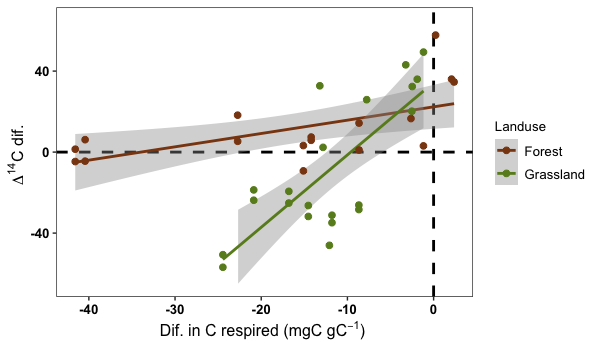 Δ¹⁴C dif.
40
0
-40
-40
-30
-20
-10
0
Dif. in C respired (mgC gC⁻¹)
Landuse
Forest
Grassland